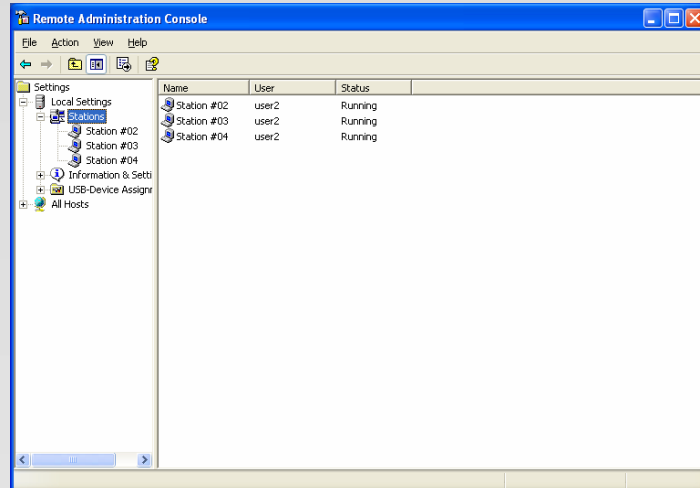 Remote Administration Console
File Action View Help
Settings
Local Settings
Stations
Station #02
Station #03
Station #04
Information & Setti
USB-Device Assignm
All Hosts
Name User Status
Station #02 user2 Running
Station #03 user2 Running
Station #04 user2 Running